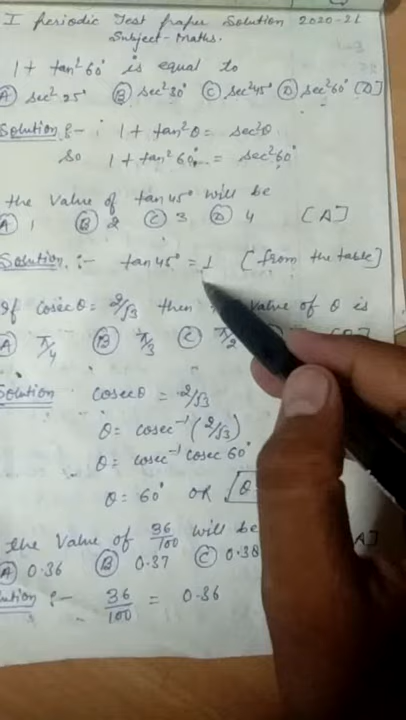 I periodic Test paper Solution 2020-21
Subject - Maths.
1 + tan² 60° is equal to
(A) sec² 25° (B) sec² 30° (C) sec² 45° (D) sec² 60° [D]
Solution :- ∵ 1 + tan²θ = sec²θ
So 1 + tan² 60° = sec² 60°
the value of tan 45° will be
(A) 1 (B) 2 (C) 3 (D) 4 [A]
Solution :- tan 45° = 1 [from the table]
If cosec θ = 2/√3 then value of θ is
(A) π/4 (B) π/3 (C) π/2
Solution cosec θ = 2/√3
θ = cosec⁻¹ (2/√3)
θ = cosec⁻¹ cosec 60°
θ = 60° or [θ
the value of 36/100 will be
(A) 0.36 (B) 0.37 (C) 0.38 A]
ution :- 36/100 = 0.36